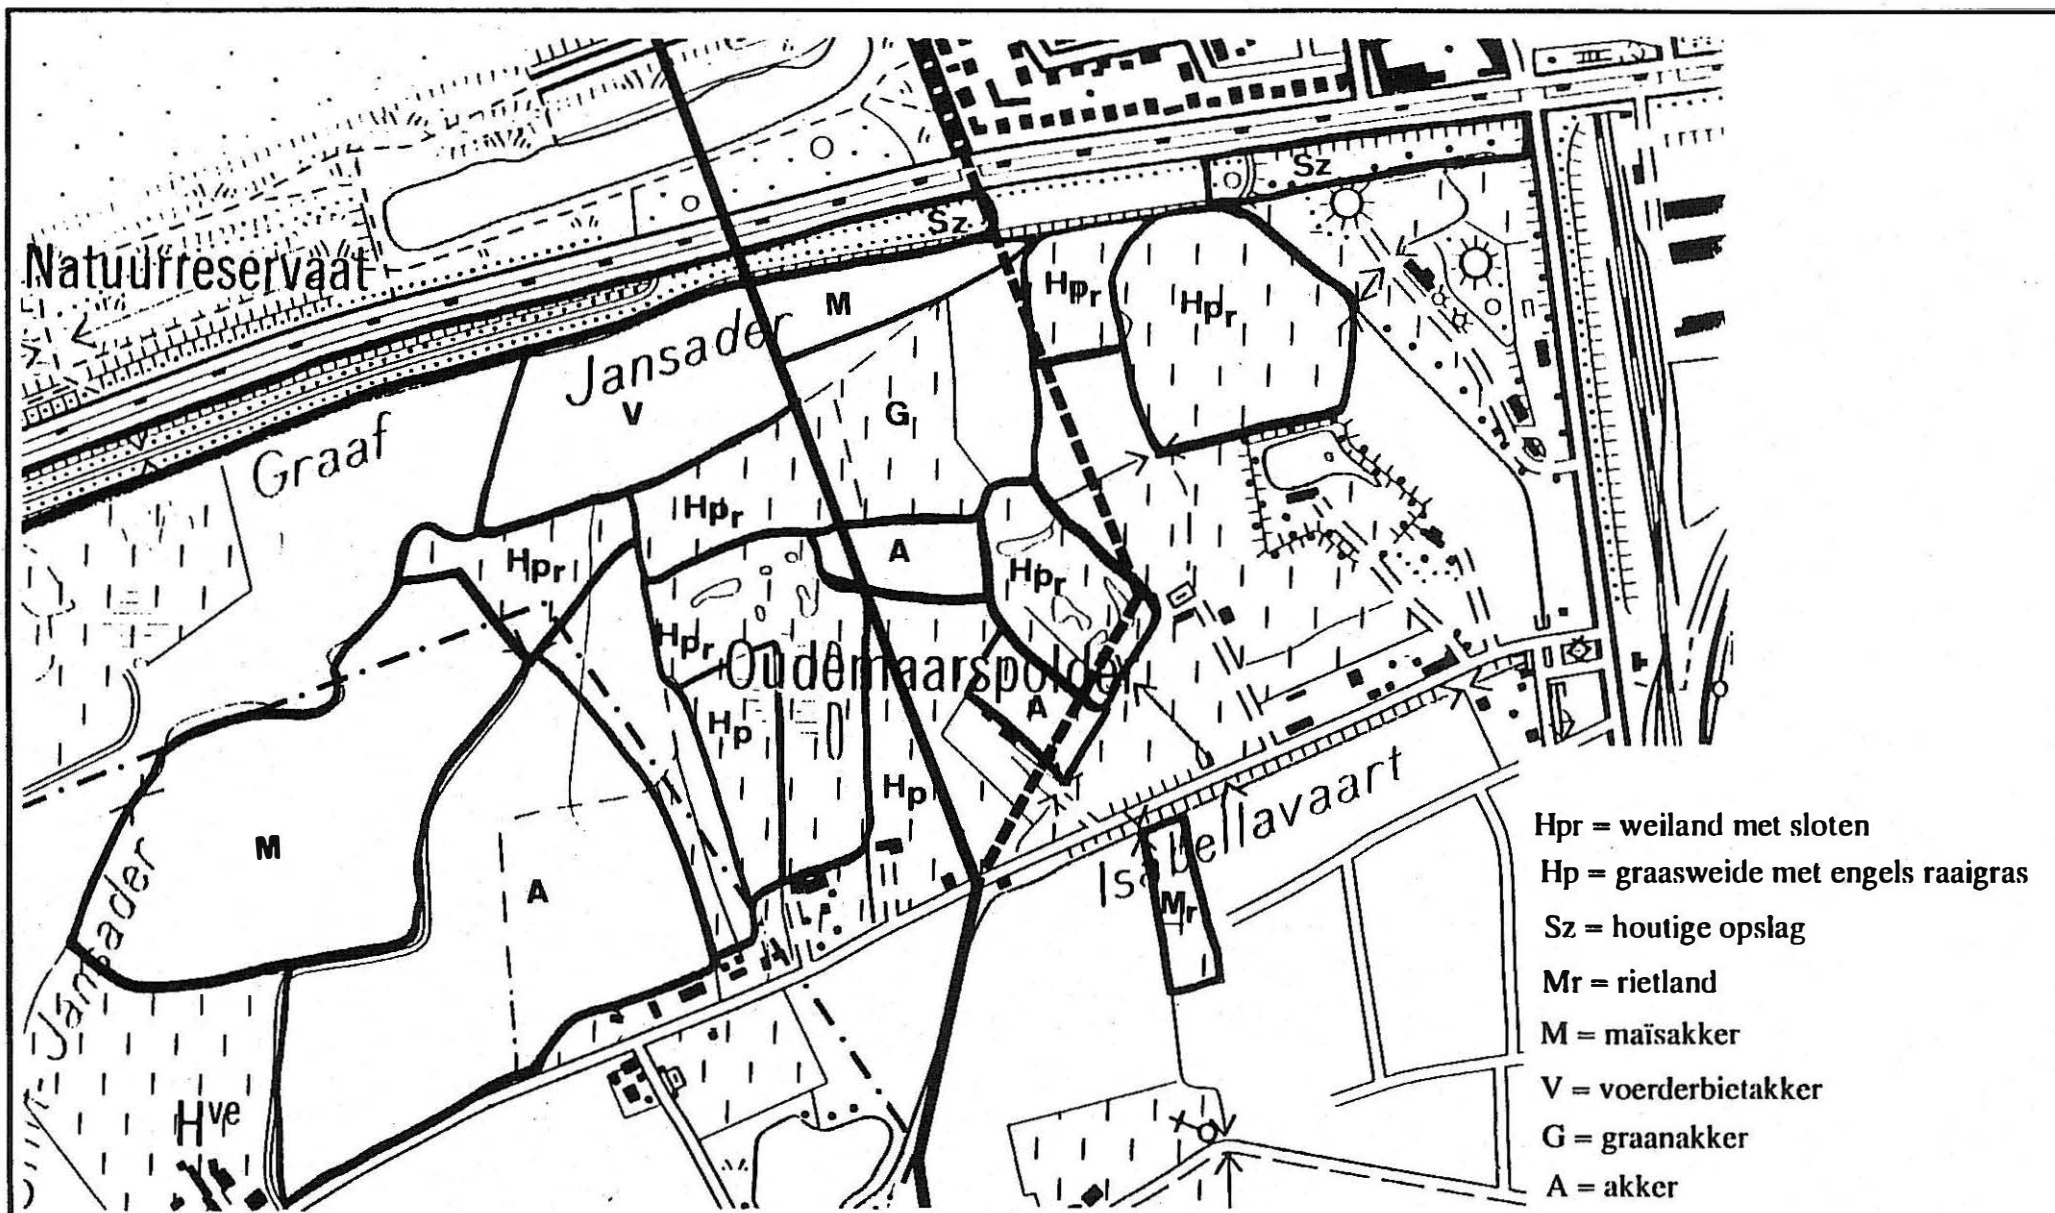 Sz
Sz
Natuurreservaat
Hpr
Hpr
M
Jansader
V
G
Graaf
Hpr
A
Hpr
Hpr
Hpr
Oudemaarspolder
A
Hp
Hp
M
A
Isabellavaart
Mr
Jansader
Hve
Hpr = weiland met sloten
Hp = graasweide met engels raaigras
Sz = houtige opslag
Mr = rietland
M = maïsakker
V = voerderbietakker
G = graanakker
A = akker